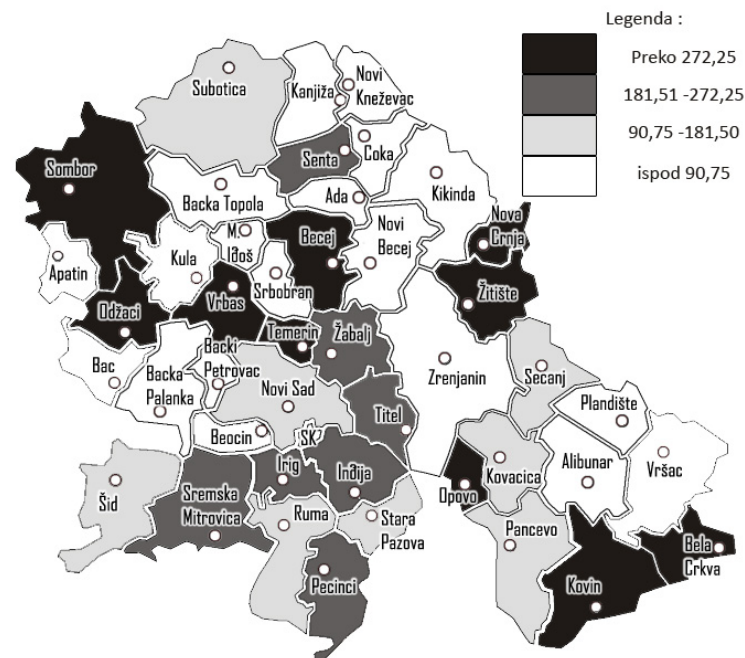 Legenda :
Preko 272,25
181,51 -272,25
90,75 -181,50
ispod 90,75
Subotica
Kanjiža
Novi
Kneževac
Senta
Coka
Sombor
Backa Topola
Ada
Kikinda
Nova
Crnja
Apatin
Kula
M.
Iđoš
Becej
Novi
Becej
Srbobran
Žitište
Odžaci
Vrbas
Temerin
Žabalj
Bac
Backa
Palanka
Backi
Petrovac
Novi Sad
Zrenjanin
Secanj
Titel
Plandište
Beocin
SK
Irig
Inđija
Kovacica
Alibunar
Vršac
Šid
Sremska
Mitrovica
Opovo
Ruma
Stara
Pazova
Pancevo
Bela
Crkva
Pecinci
Kovin